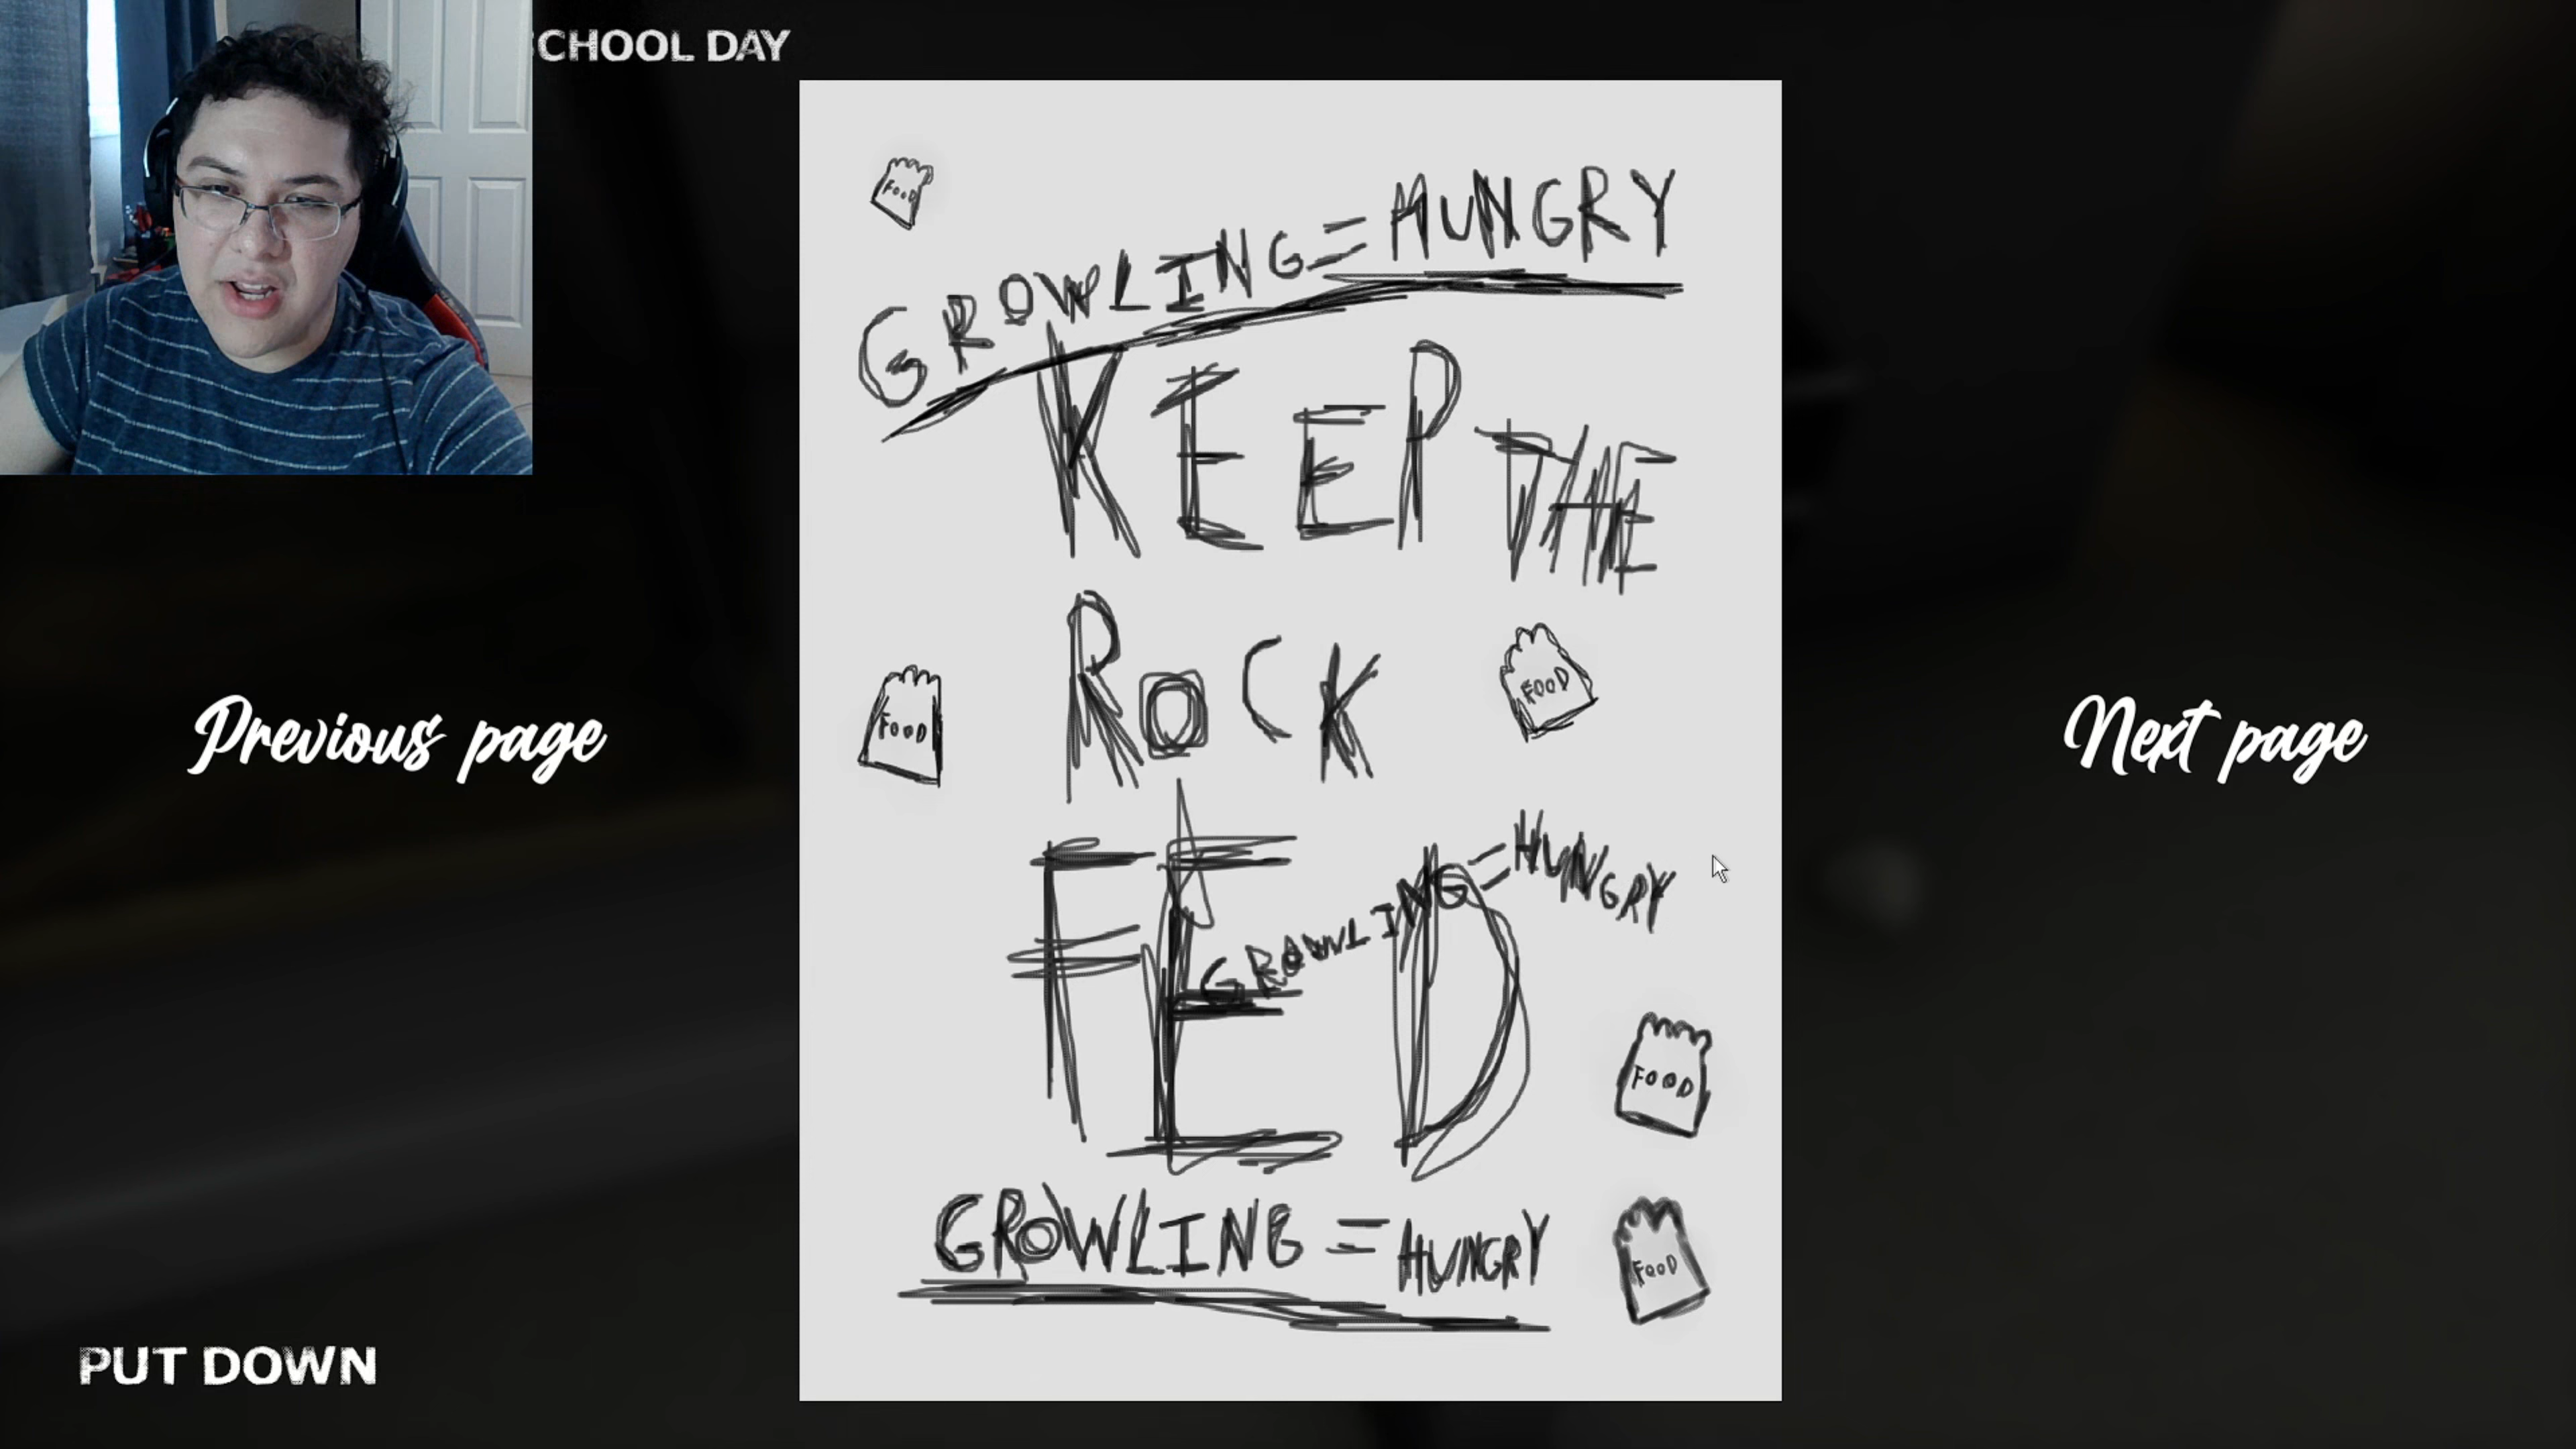 CHOOL DAY
FOOD
GROWLING = HUNGRY
KEEP THE
ROCK
FOOD
FOOD
Previous page
Next page
FED
GROWLING = HUNGRY
FOOD
GROWLING = HUNGRY
FOOD
PUT DOWN